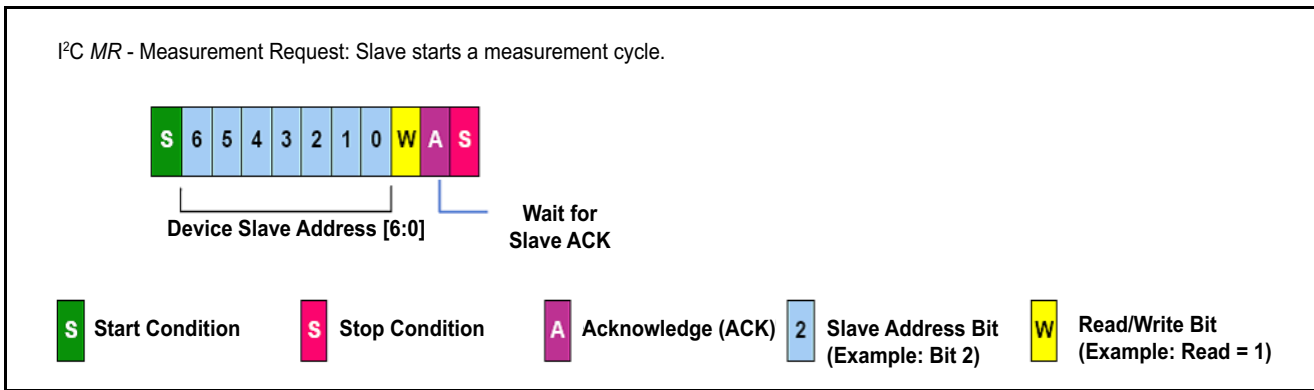 I²C MR - Measurement Request: Slave starts a measurement cycle.
S 6 5 4 3 2 1 0 W A S
Device Slave Address [6:0]
Wait for
Slave ACK
S Start Condition
S Stop Condition
A Acknowledge (ACK)
2 Slave Address Bit
(Example: Bit 2)
W Read/Write Bit
(Example: Read = 1)